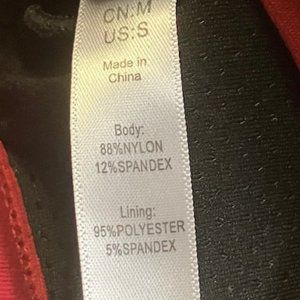 CN:M
US:S
Made in
China
Body:
88%NYLON
12%SPANDEX
Lining:
95%POLYESTER
5%SPANDEX